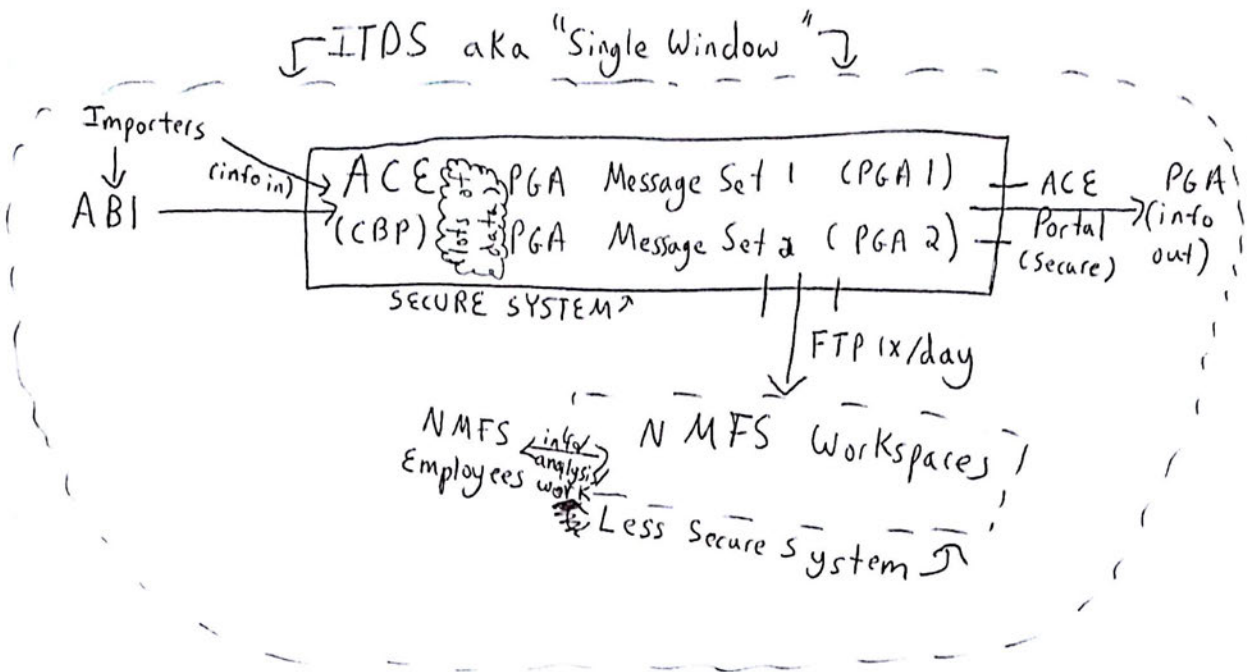 ITDS aka "Single Window"
Importers
(info in)
ABI
ACE
(CBP)
lots of
data
PGA Message Set 1 (PGA 1)
PGA Message Set 2 (PGA 2)
SECURE SYSTEM
ACE
Portal
(secure)
PGA
(info
out)
FTP 1x/day
NMFS
Employees
info
analysis
work
NMFS Workspaces
Less secure system